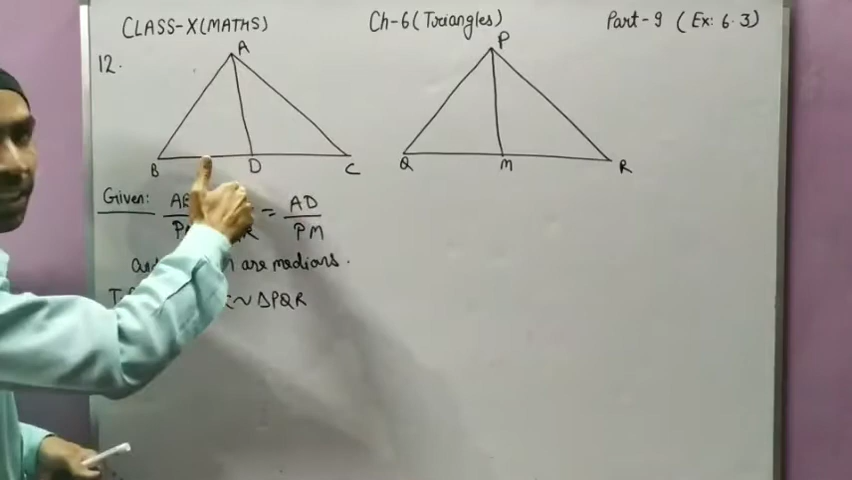 CLASS-X(MATHS) Ch-6(Triangles) Part-9 (Ex: 6.3)
12.
A P
B D C Q M R
Given: = AD
PM
are medians.
~ ΔPQR